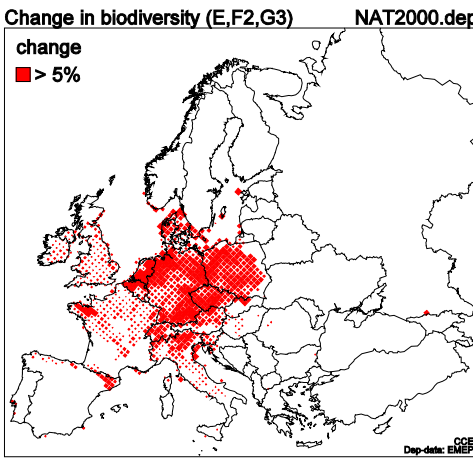 Change in biodiversity (E,F2,G3) NAT2000.dep
change
> 5%
CCE
Dep-data: EMEP